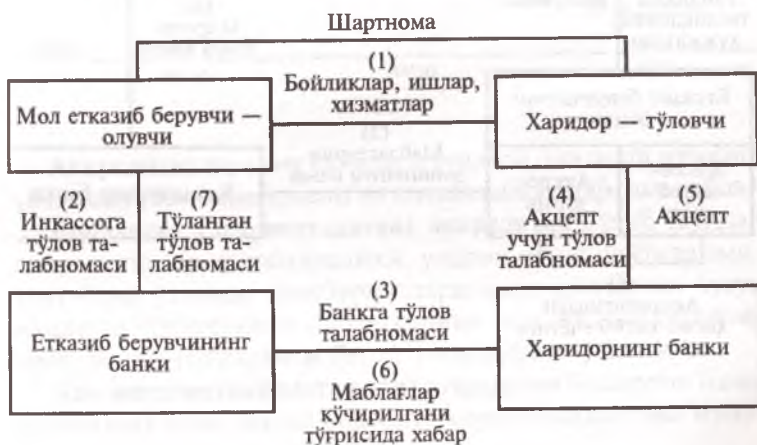 Шартнома
(1)
Бойликлар, ишлар,
хизматлар
Мол етказиб берувчи —
олувчи
Харидор — тўловчи
(2)
Инкассога
тўлов та-
лабномаси
(7)
Тўланган
тўлов та-
лабномаси
(4)
Акцепт
учун тўлов
талабномаси
(5)
Акцепт
(3)
Банкга тўлов
талабномаси
Етказиб берувчининг
банки
Харидорнинг банки
(6)
Маблағлар
кўчирилгани
тўғрисида хабар